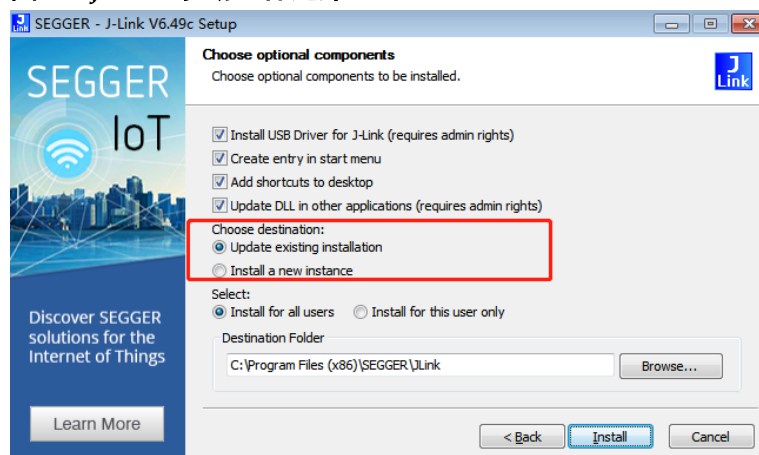 SEGGER - J-Link V6.49c Setup
Choose optional components
Choose optional components to be installed.
J
Link
SEGGER
IoT
Install USB Driver for J-Link (requires admin rights)
Create entry in start menu
Add shortcuts to desktop
Update DLL in other applications (requires admin rights)
Choose destination:
Update existing installation
Install a new instance
Select:
Install for all users Install for this user only
Destination Folder
C:\Program Files (x86)\SEGGER\JLink Browse...
Discover SEGGER
solutions for the
Internet of Things
Learn More
< Back Install Cancel